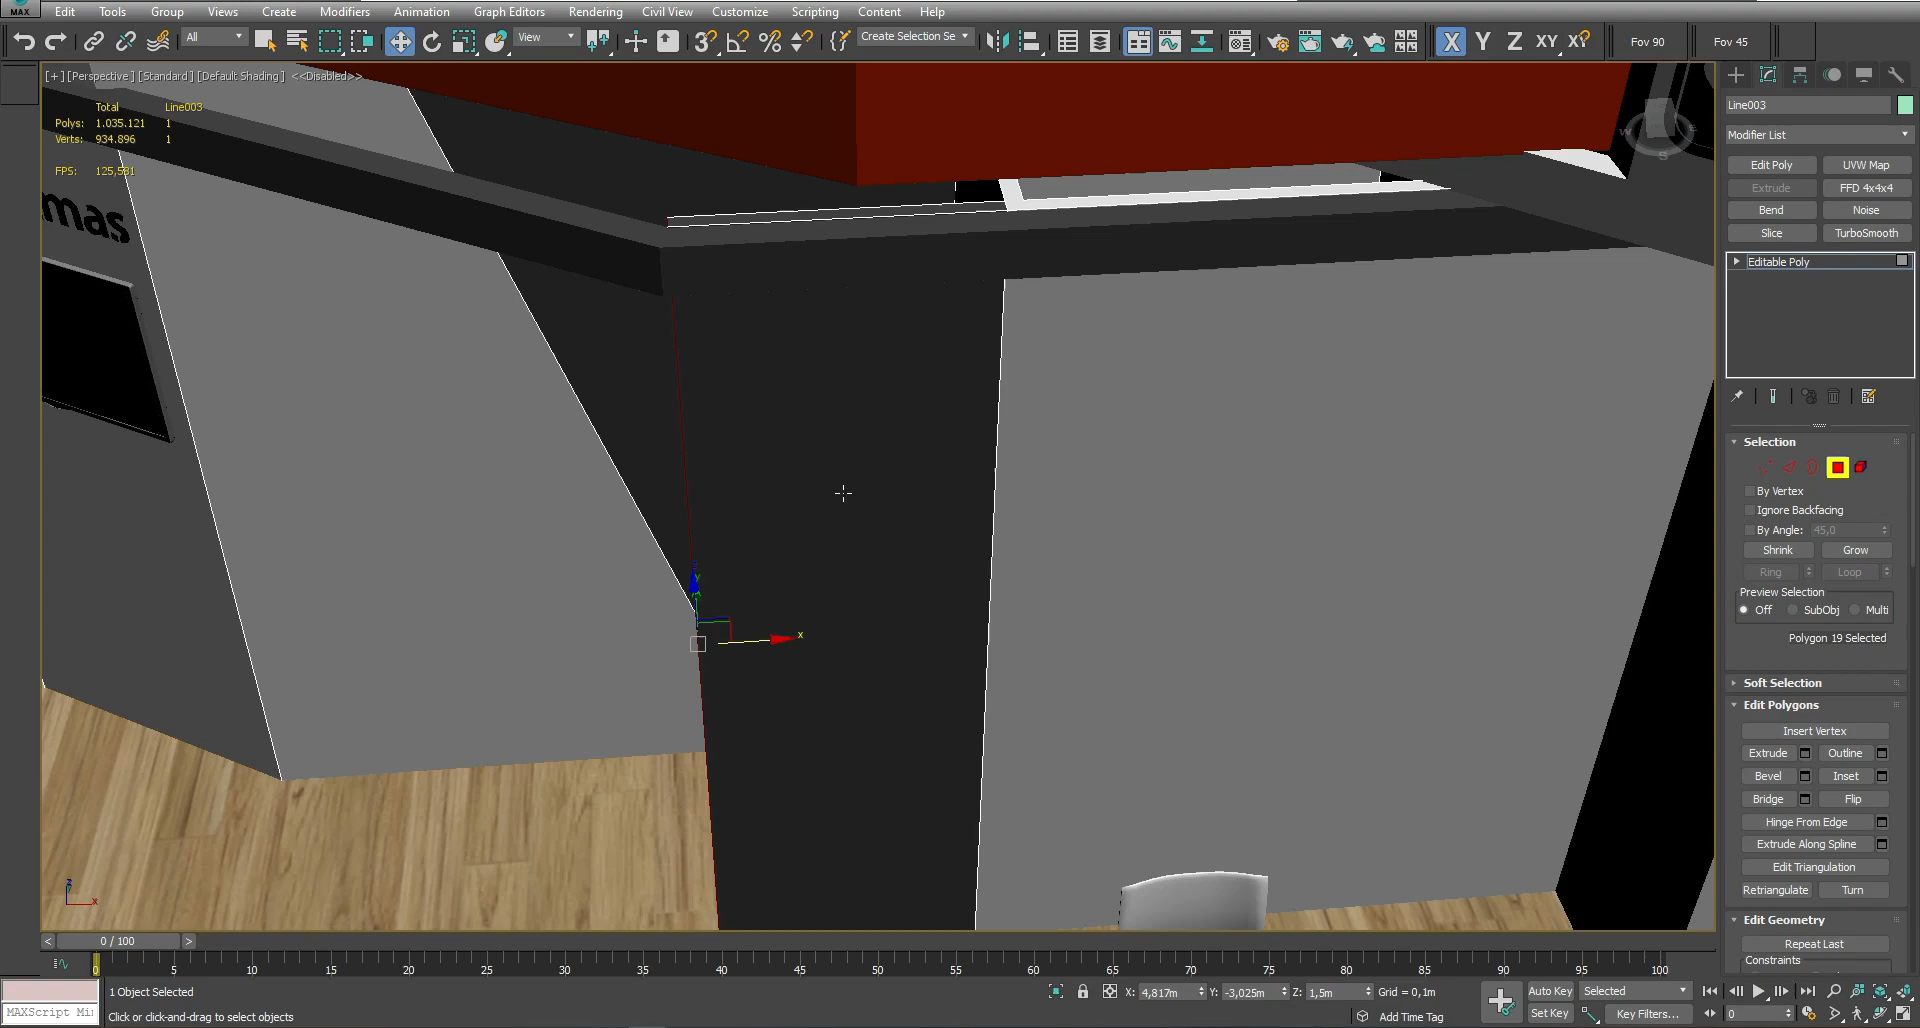 MAX
Edit Tools Group Views Create Modifiers Animation Graph Editors Rendering Civil View Customize Scripting Content Help
All View Create Selection Se X Y Z XY XY Fov 90 Fov 45
[+] [Perspective] [Standard] [Default Shading] <<Disabled>>
Total Line003
Polys: 1.035.121 1
Verts: 934.896 1
FPS: 125,581
mas
W E
S
y
x
z
x
Line003
Modifier List
Edit Poly UVW Map
Extrude FFD 4x4x4
Bend Noise
Slice TurboSmooth
Editable Poly
Selection
By Vertex
Ignore Backfacing
By Angle: 45,0
Shrink Grow
Ring Loop
Preview Selection
Off SubObj Multi
Polygon 19 Selected
Soft Selection
Edit Polygons
Insert Vertex
Extrude Outline
Bevel Inset
Bridge Flip
Hinge From Edge
Extrude Along Spline
Edit Triangulation
Retriangulate Turn
Edit Geometry
Repeat Last
Constraints
< 0 / 100 >
0 5 10 15 20 25 30 35 40 45 50 55 60 65 70 75 80 85 90 95 100
1 Object Selected X: 4,817m Y: -3,025m Z: 1,5m Grid = 0,1m Auto Key Selected
MAXScript Mi Click or click-and-drag to select objects Add Time Tag Set Key Key Filters... 0